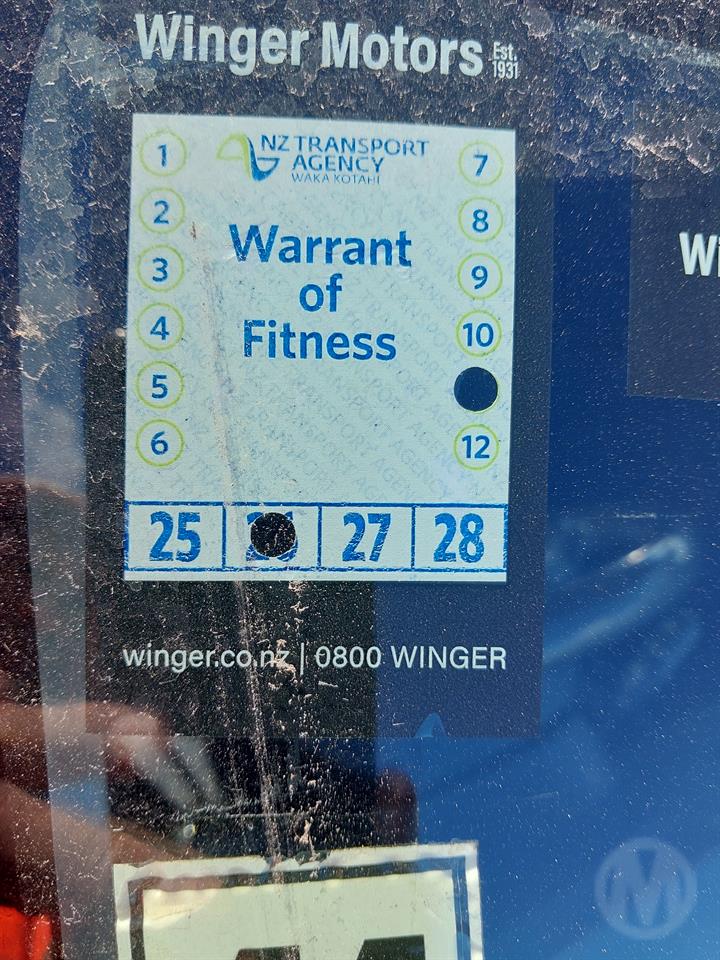 Winger Motors Est. 1931
NZ TRANSPORT
AGENCY
WAKA KOTAHI
1
2
3
4
5
6
7
8
9
10
12
Warrant
of
Fitness
25 27 28
winger.co.nz | 0800 WINGER
Wi
M